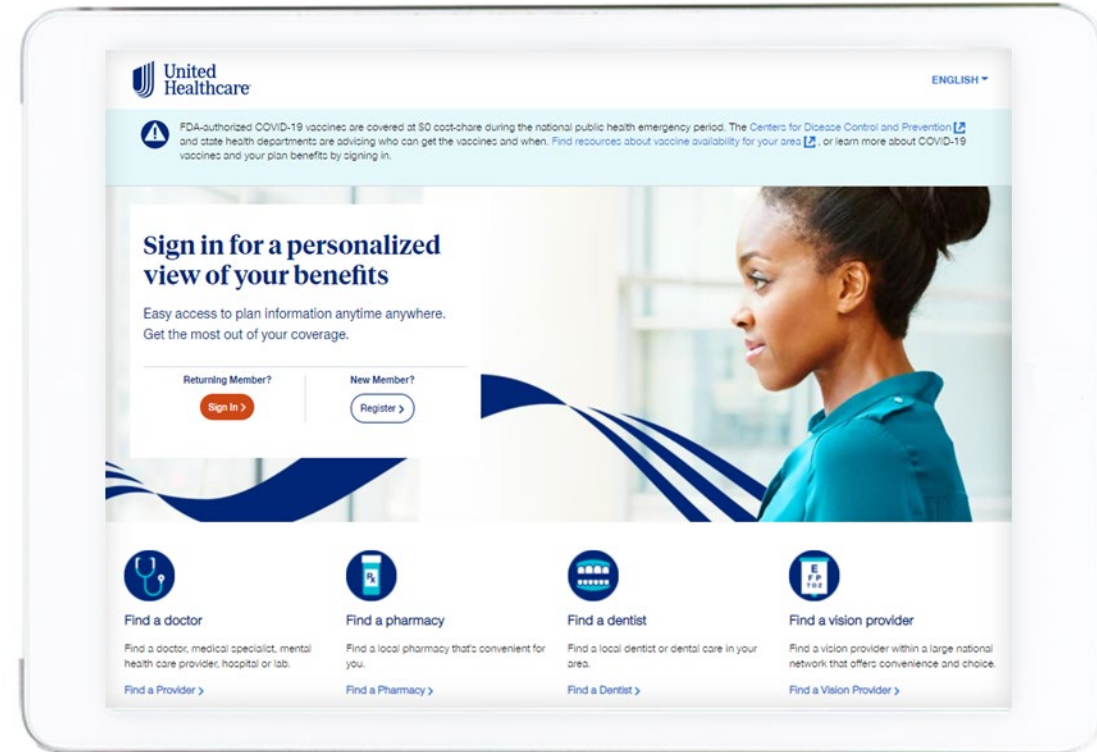 United
Healthcare
ENGLISH
FDA-authorized COVID-19 vaccines are covered at $0 cost-share during the national public health emergency period. The Centers for Disease Control and Prevention
and state health departments are advising who can get the vaccines and when. Find resources about vaccine availability for your area , or learn more about COVID-19
vaccines and your plan benefits by signing in.
Sign in for a personalized
view of your benefits
Easy access to plan information anytime anywhere.
Get the most out of your coverage.
Returning Member?
New Member?
Sign In >
Register >
Rx
E
F P
T O Z
Find a doctor
Find a pharmacy
Find a dentist
Find a vision provider
Find a doctor, medical specialist, mental
health care provider, hospital or lab.
Find a local pharmacy that's convenient for
you.
Find a local dentist or dental care in your
area.
Find a vision provider within a large national
network that offers convenience and choice.
Find a Provider >
Find a Pharmacy >
Find a Dentist >
Find a Vision Provider >